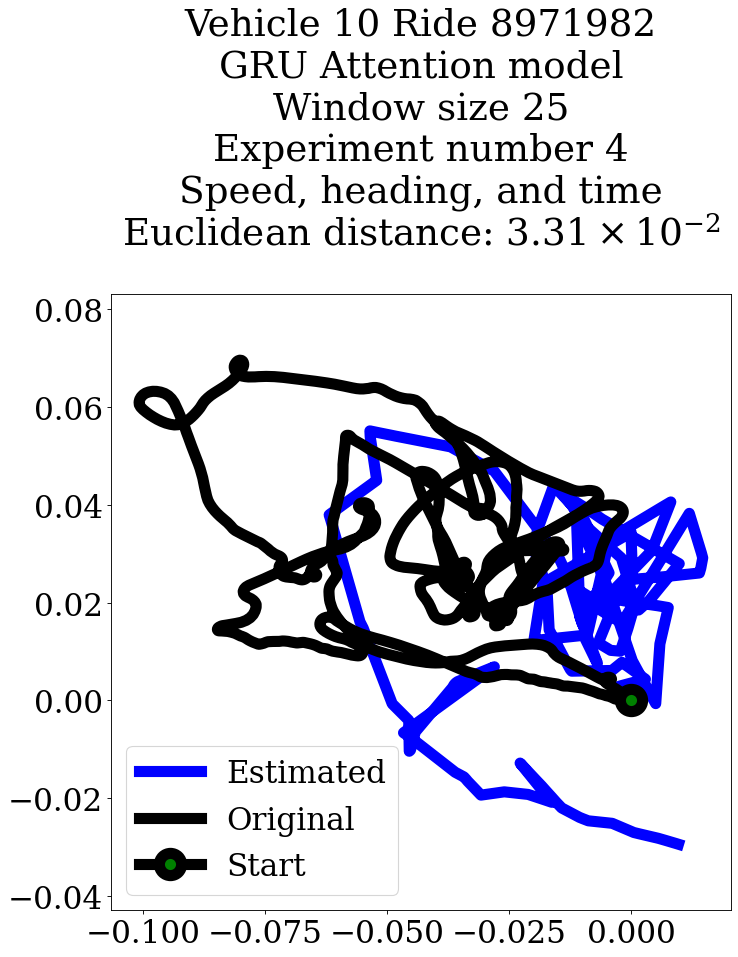 Vehicle 10 Ride 8971982
GRU Attention model
Window size 25
Experiment number 4
Speed, heading, and time
Euclidean distance: 3.31 × 10⁻²
0.08
0.06
0.04
0.02
0.00
−0.02
−0.04
Estimated
Original
Start
−0.100 −0.075 −0.050 −0.025 0.000